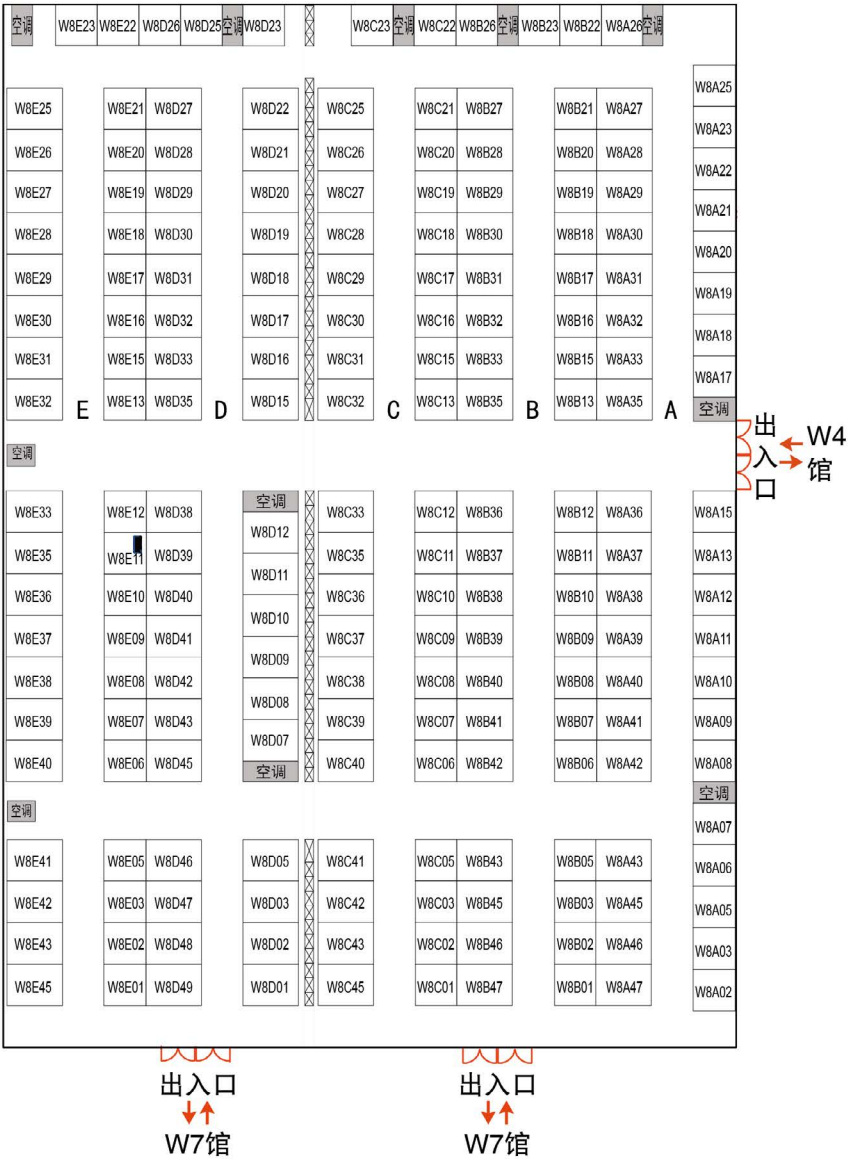 空调 W8E23 W8E22 W8D26 W8D25 空调 W8D23 W8C23 空调 W8C22 W8B26 空调 W8B23 W8B22 W8A26 空调
W8A25
W8E25 W8E21 W8D27 W8D22 W8C25 W8C21 W8B27 W8B21 W8A27
W8A23
W8E26 W8E20 W8D28 W8D21 W8C26 W8C20 W8B28 W8B20 W8A28
W8A22
W8E27 W8E19 W8D29 W8D20 W8C27 W8C19 W8B29 W8B19 W8A29
W8A21
W8E28 W8E18 W8D30 W8D19 W8C28 W8C18 W8B30 W8B18 W8A30
W8A20
W8E29 W8E17 W8D31 W8D18 W8C29 W8C17 W8B31 W8B17 W8A31
W8A19
W8E30 W8E16 W8D32 W8D17 W8C30 W8C16 W8B32 W8B16 W8A32
W8A18
W8E31 W8E15 W8D33 W8D16 W8C31 W8C15 W8B33 W8B15 W8A33
W8A17
W8E32 W8E13 W8D35 W8D15 W8C32 W8C13 W8B35 W8B13 W8A35
E D C B A 空调
出入口
W4馆
空调
空调
W8E33 W8E12 W8D38 W8C33 W8C12 W8B36 W8B12 W8A36 W8A15
W8D12
W8E35 W8E11 W8D39 W8C35 W8C11 W8B37 W8B11 W8A37 W8A13
W8D11
W8E36 W8E10 W8D40 W8C36 W8C10 W8B38 W8B10 W8A38 W8A12
W8D10
W8E37 W8E09 W8D41 W8C37 W8C09 W8B39 W8B09 W8A39 W8A11
W8D09
W8E38 W8E08 W8D42 W8C38 W8C08 W8B40 W8B08 W8A40 W8A10
W8D08
W8E39 W8E07 W8D43 W8C39 W8C07 W8B41 W8B07 W8A41 W8A09
W8D07
W8E40 W8E06 W8D45 W8C40 W8C06 W8B42 W8B06 W8A42 W8A08
空调
空调
空调
W8A07
W8E41 W8E05 W8D46 W8D05 W8C41 W8C05 W8B43 W8B05 W8A43 W8A06
W8E42 W8E03 W8D47 W8D03 W8C42 W8C03 W8B45 W8B03 W8A45 W8A05
W8E43 W8E02 W8D48 W8D02 W8C43 W8C02 W8B46 W8B02 W8A46 W8A03
W8E45 W8E01 W8D49 W8D01 W8C45 W8C01 W8B47 W8B01 W8A47 W8A02
出入口 出入口
W7馆 W7馆